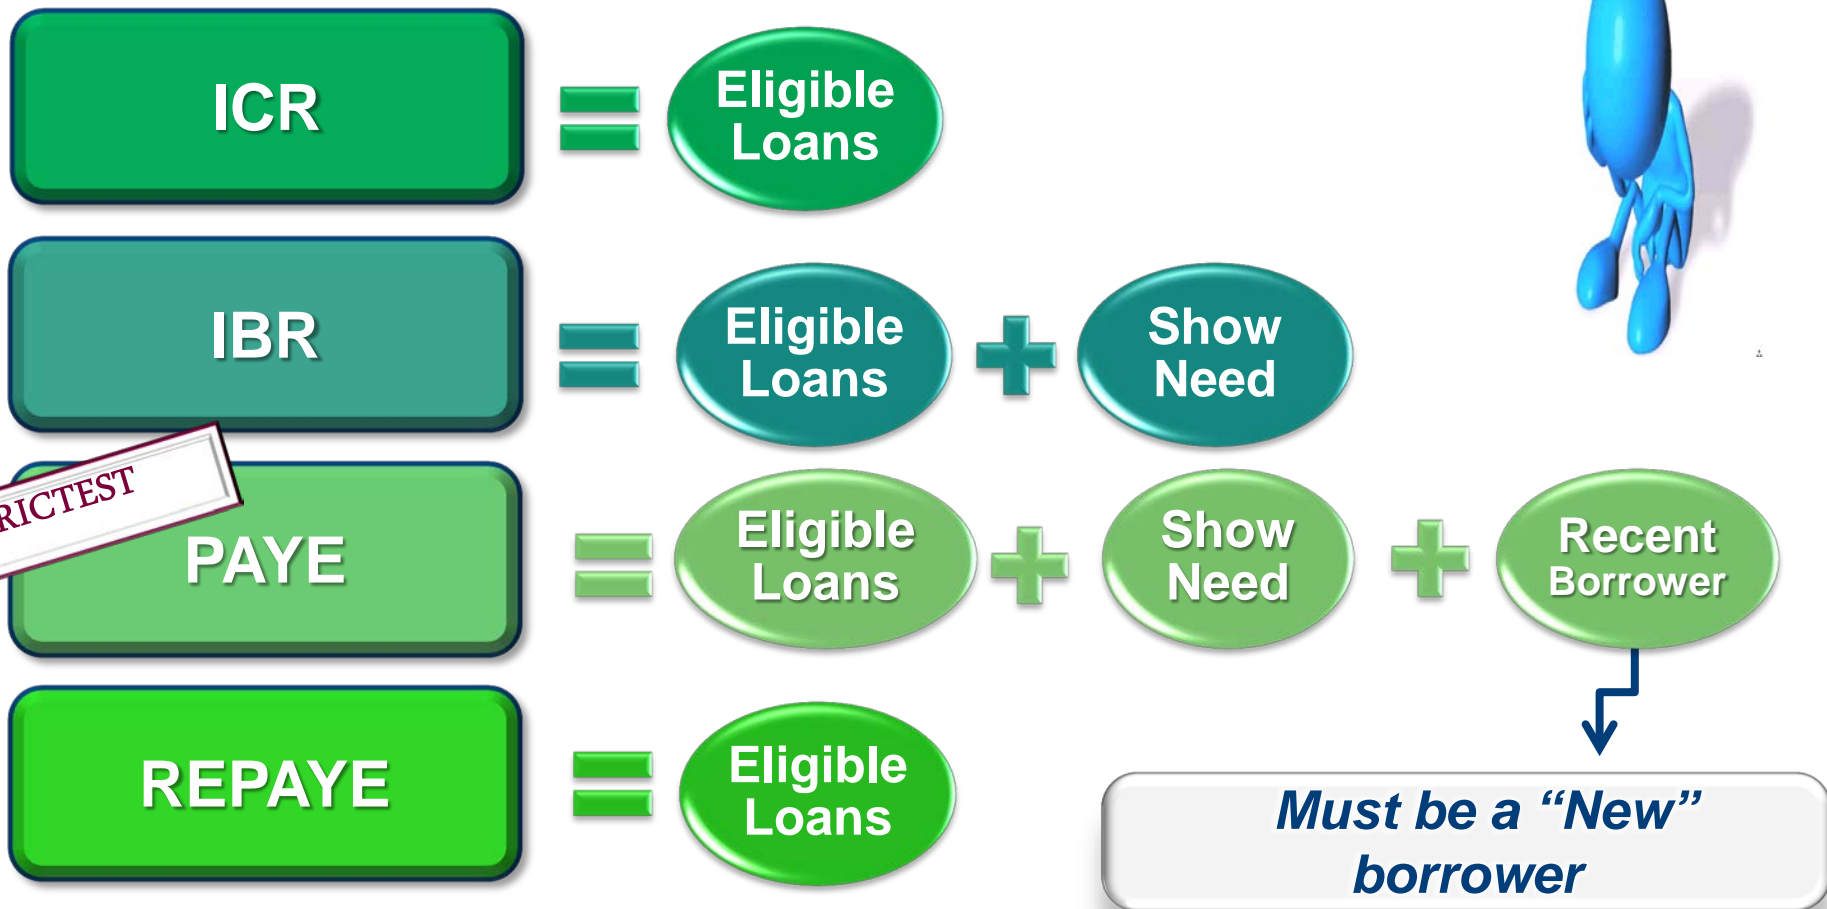 ICR
Eligible
Loans
IBR
Eligible
Loans
Show
Need
RICTEST
PAYE
Eligible
Loans
Show
Need
Recent
Borrower
REPAYE
Eligible
Loans
Must be a “New”
borrower